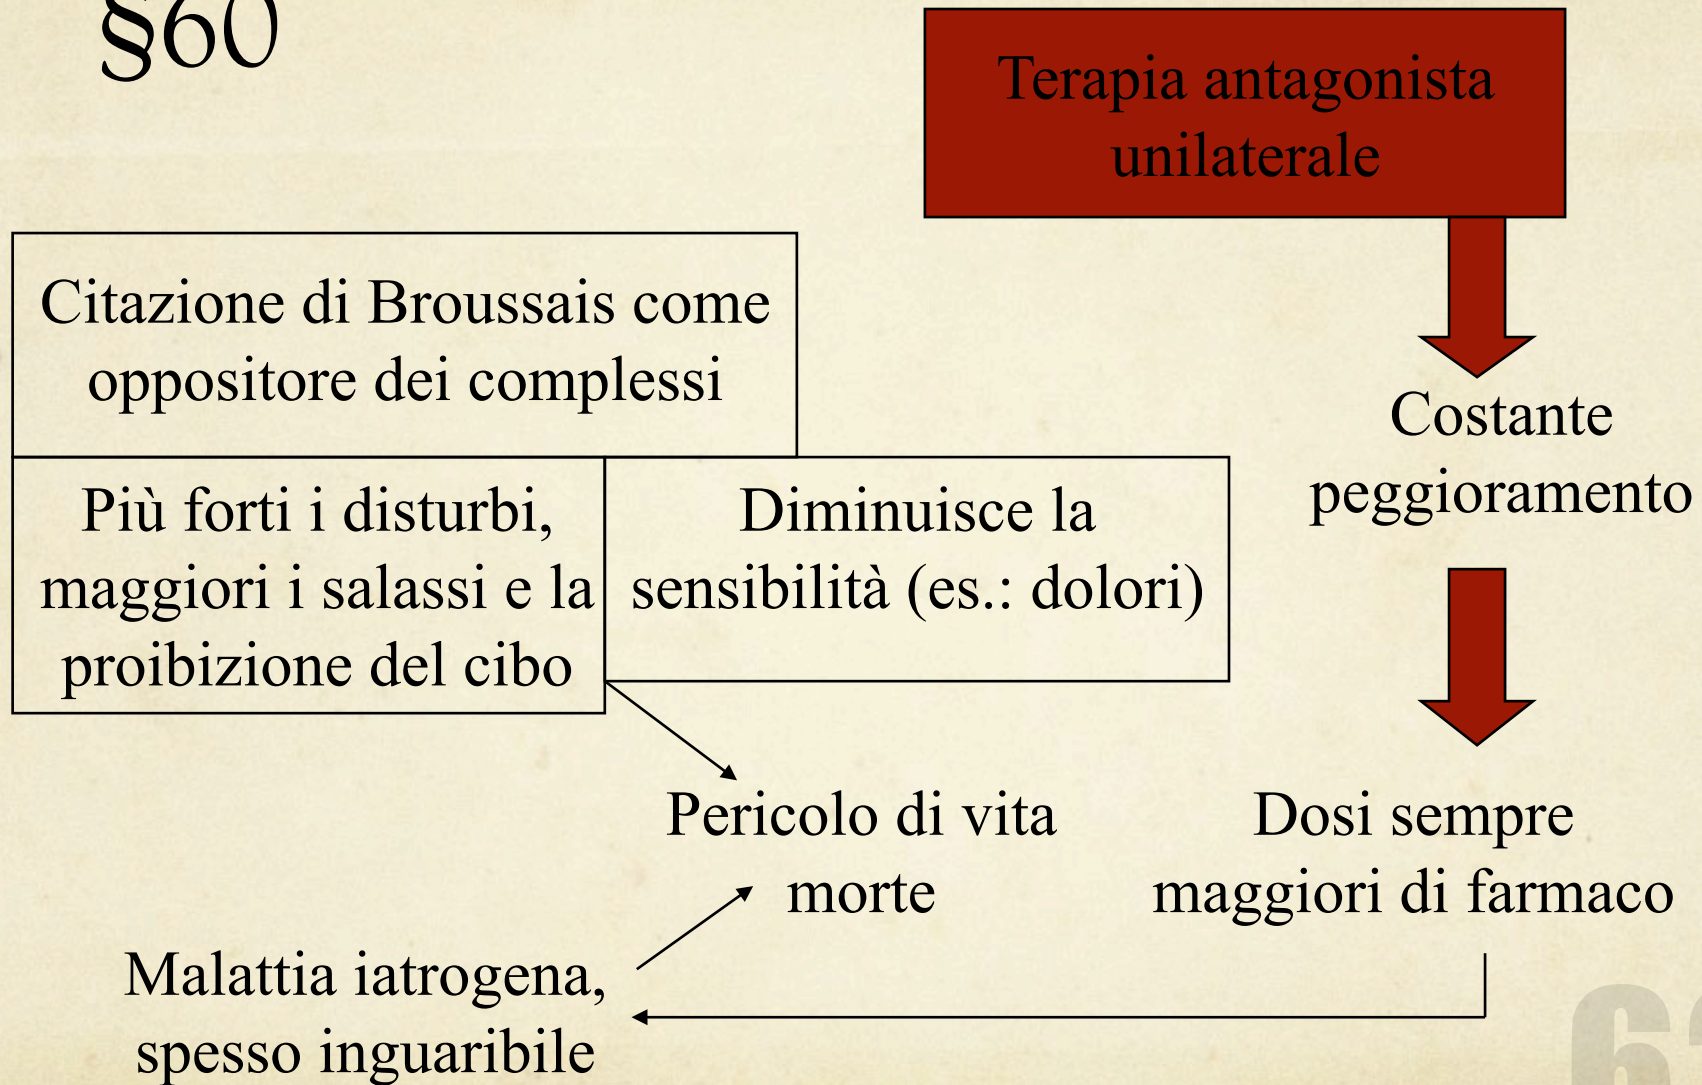 §60
Terapia antagonista
unilaterale
Citazione di Broussais come
oppositore dei complessi
Più forti i disturbi,
maggiori i salassi e la
proibizione del cibo
Diminuisce la
sensibilità (es.: dolori)
Costante
peggioramento
Pericolo di vita
morte
Dosi sempre
maggiori di farmaco
Malattia iatrogena,
spesso inguaribile